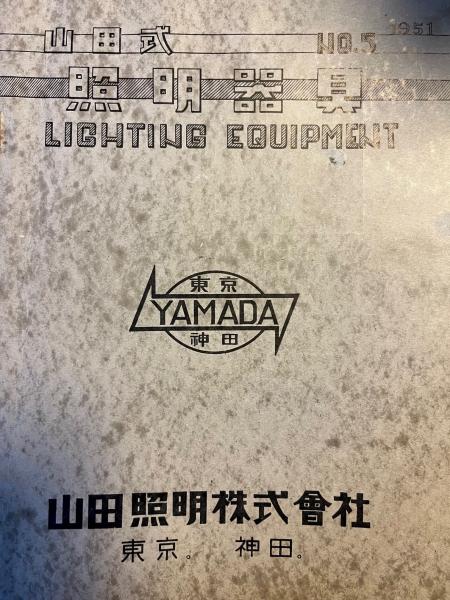 1951
山田式 NO.5
照明器具
LIGHTING EQUIPMENT
東京
YAMADA
神田
山田照明株式會社
東京。神田。